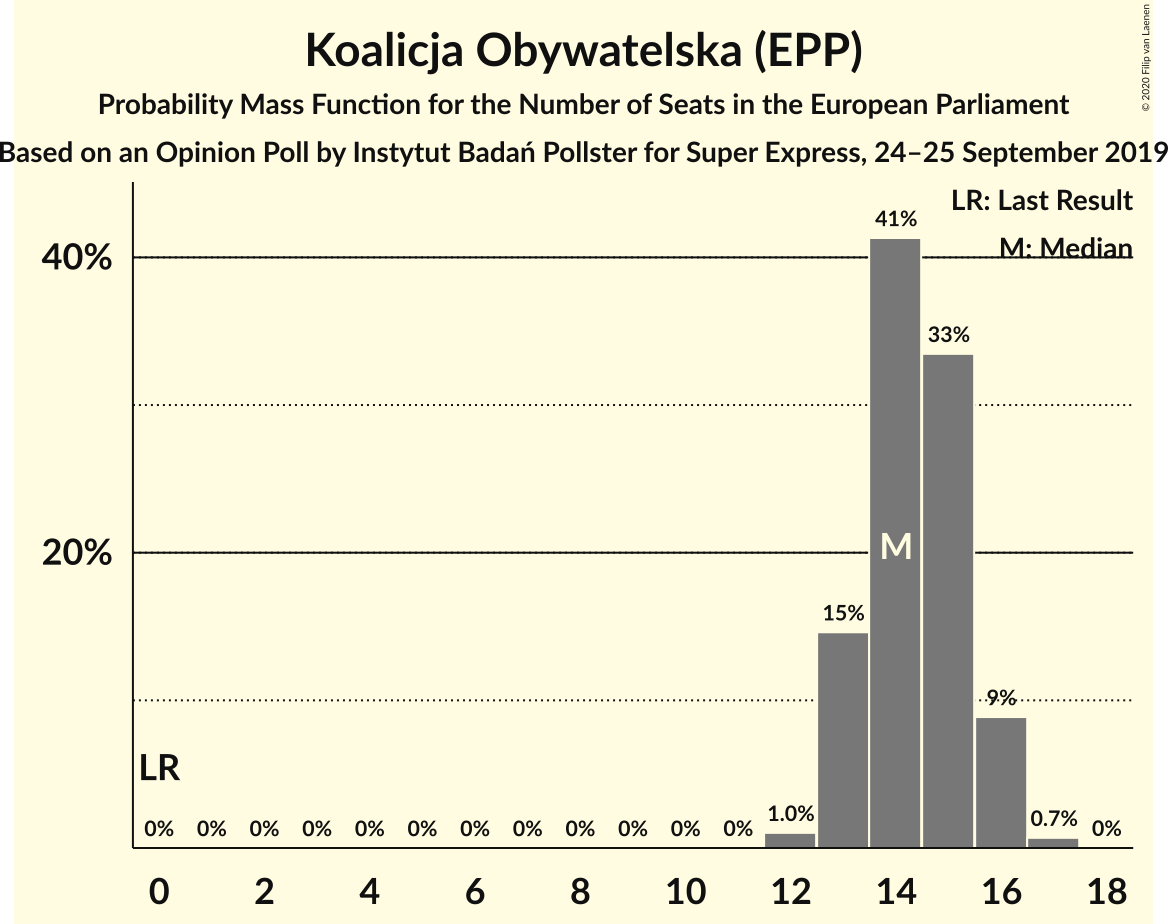 Koalicja Obywatelska (EPP)
Probability Mass Function for the Number of Seats in the European Parliament
Based on an Opinion Poll by Instytut Badań Pollster for Super Express, 24–25 September 2019
© 2020 Filip van Laenen
LR: Last Result
M: Median
41%
40%
33%
20%
M
15%
9%
LR
0% 0% 0% 0% 0% 0% 0% 0% 0% 0% 0% 0% 1.0% 0.7% 0%
0 2 4 6 8 10 12 14 16 18